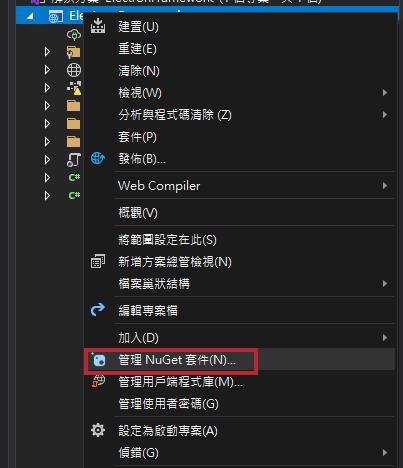 建置(U)
重建(E)
清除(N)
檢視(W)
分析與程式碼清除 (Z)
套件(P)
發佈(B)...
Web Compiler
概觀(V)
將範圍設定在此(S)
新增方案總管檢視(N)
檔案巢狀結構
編輯專案檔
加入(D)
管理 NuGet 套件(N)...
管理用戶端程式庫(M)...
管理使用者密碼(G)
設定為啟動專案(A)
偵錯(G)
C#
C#